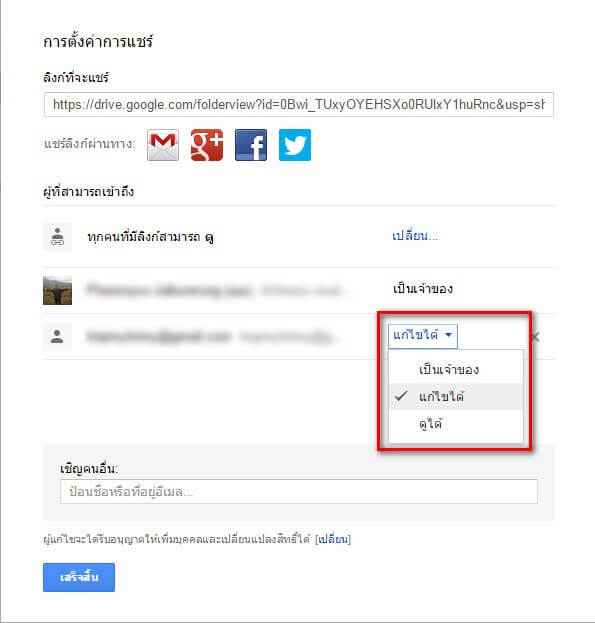 การตั้งค่าการแชร์
ลิงก์ที่จะแชร์
https://drive.google.com/folderview?id=0Bwi_TUxyOYEHSXo0RUlxY1huRnc&usp=sh
แชร์ลิงก์ผ่านทาง:
ผู้ที่สามารถเข้าถึง
ทุกคนที่มีลิงก์สามารถ ดู เปลี่ยน...
เป็นเจ้าของ
แก้ไขได้
เป็นเจ้าของ
แก้ไขได้
ดูได้
เชิญคนอื่น:
ป้อนชื่อหรือที่อยู่อีเมล...
ผู้แก้ไขจะได้รับอนุญาตให้เพิ่มบุคคลและเปลี่ยนแปลงสิทธิ์ได้ [เปลี่ยน]
เสร็จสิ้น